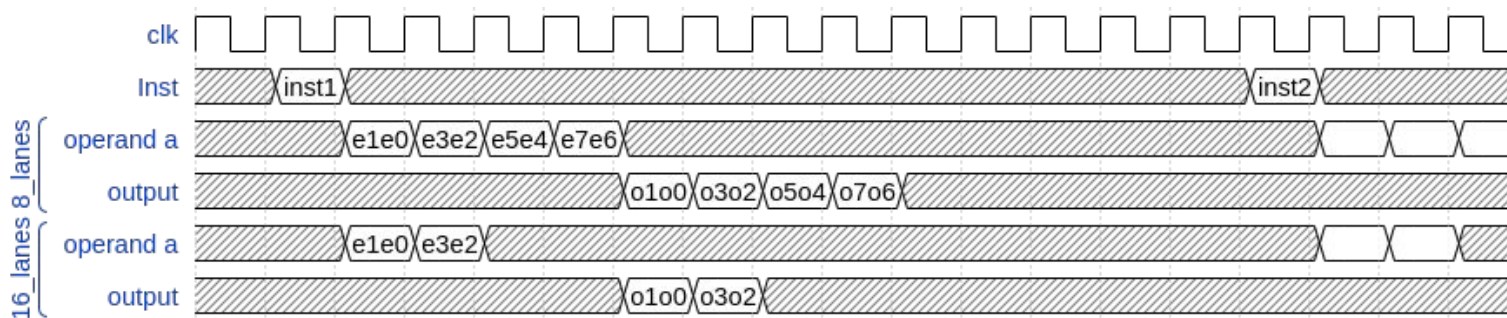 clk
Inst
inst1
inst2
8_lanes
operand a
e1e0
e3e2
e5e4
e7e6
output
o1o0
o3o2
o5o4
o7o6
16_lanes
operand a
e1e0
e3e2
output
o1o0
o3o2